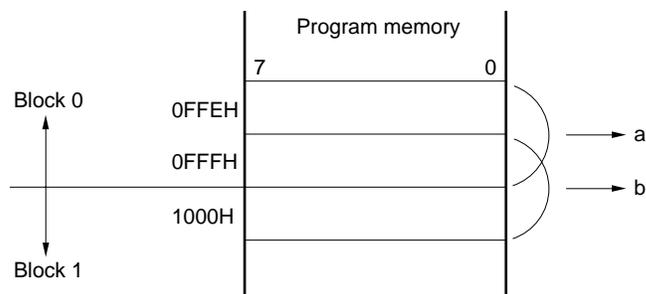 Program memory
7 0
Block 0
0FFEH
a
0FFFH
b
1000H
Block 1